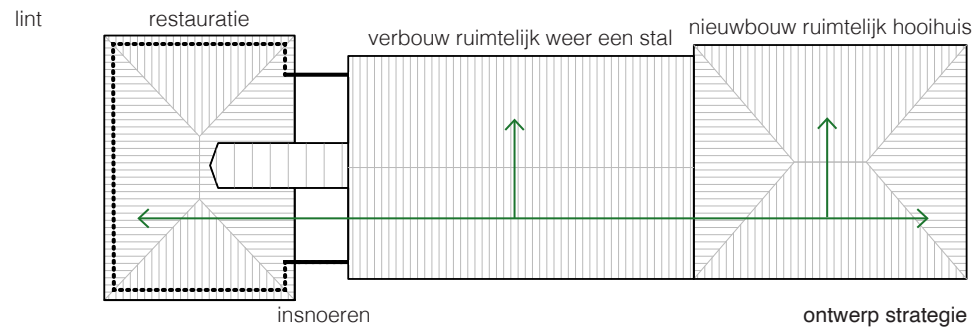 lint
restauratie
verbouw ruimtelijk weer een stal
nieuwbouw ruimtelijk hooihuis
insnoeren
ontwerp strategie